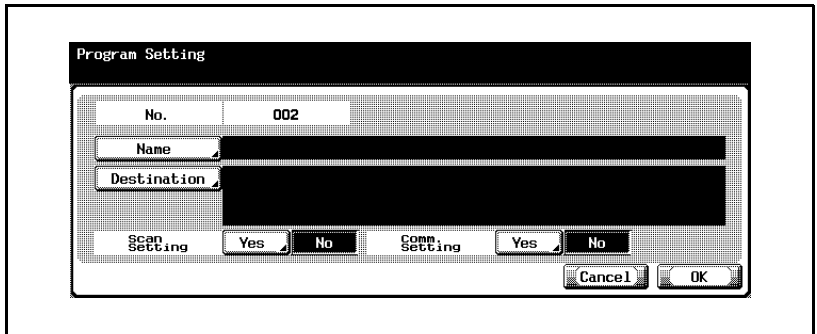 Program Setting
No. 002
Name
Destination
Scan Setting Yes No Comm. Setting Yes No
Cancel OK